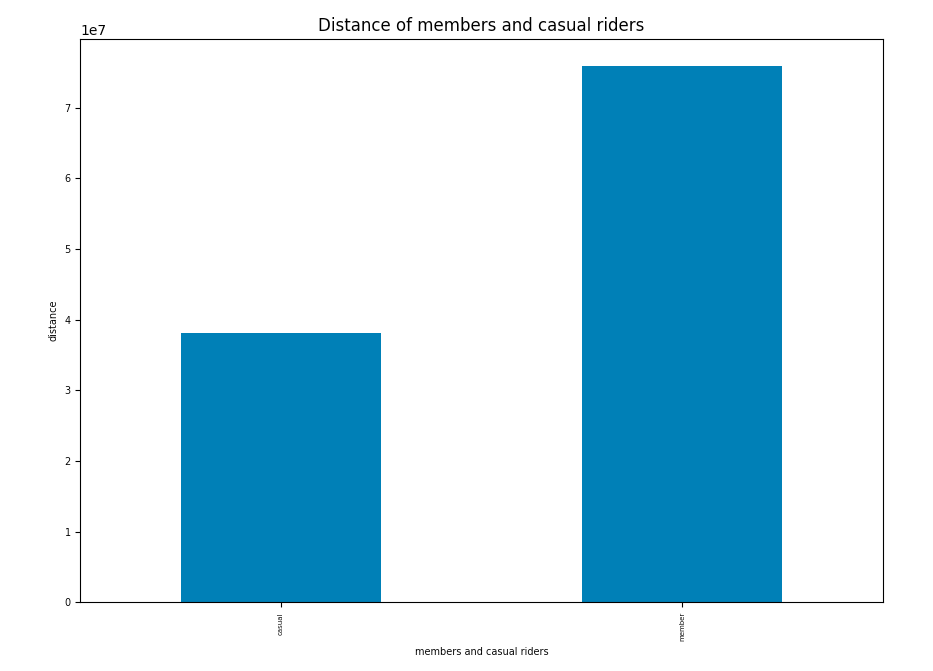 Distance of members and casual riders
1e7
7
6
5
4
3
2
1
0
distance
casual
member
members and casual riders